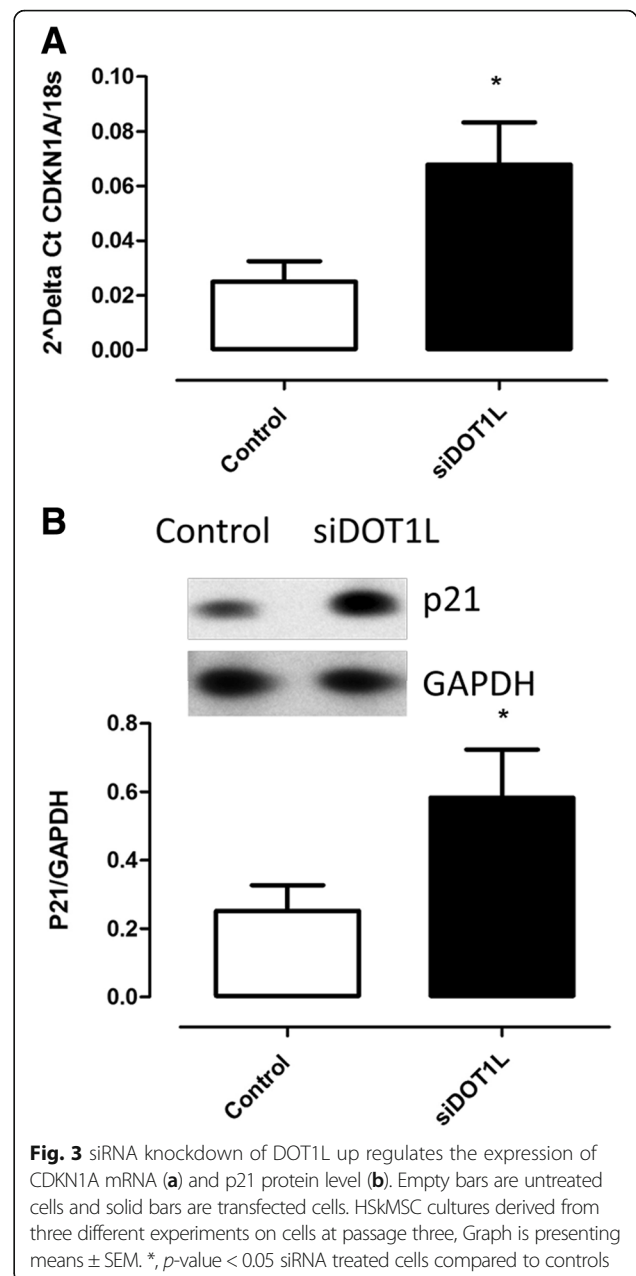 A
2^Delta Ct CDKN1A/18s
0.10
0.08
0.06
0.04
0.02
0.00
*
Control
siDOT1L
B
Control siDOT1L
p21
GAPDH
*
P21/GAPDH
0.8
0.6
0.4
0.2
0.0
Control
siDOT1L
Fig. 3 siRNA knockdown of DOT1L up regulates the expression of
CDKN1A mRNA (a) and p21 protein level (b). Empty bars are untreated
cells and solid bars are transfected cells. HSkMSC cultures derived from
three different experiments on cells at passage three, Graph is presenting
means ± SEM. *, p-value < 0.05 siRNA treated cells compared to controls